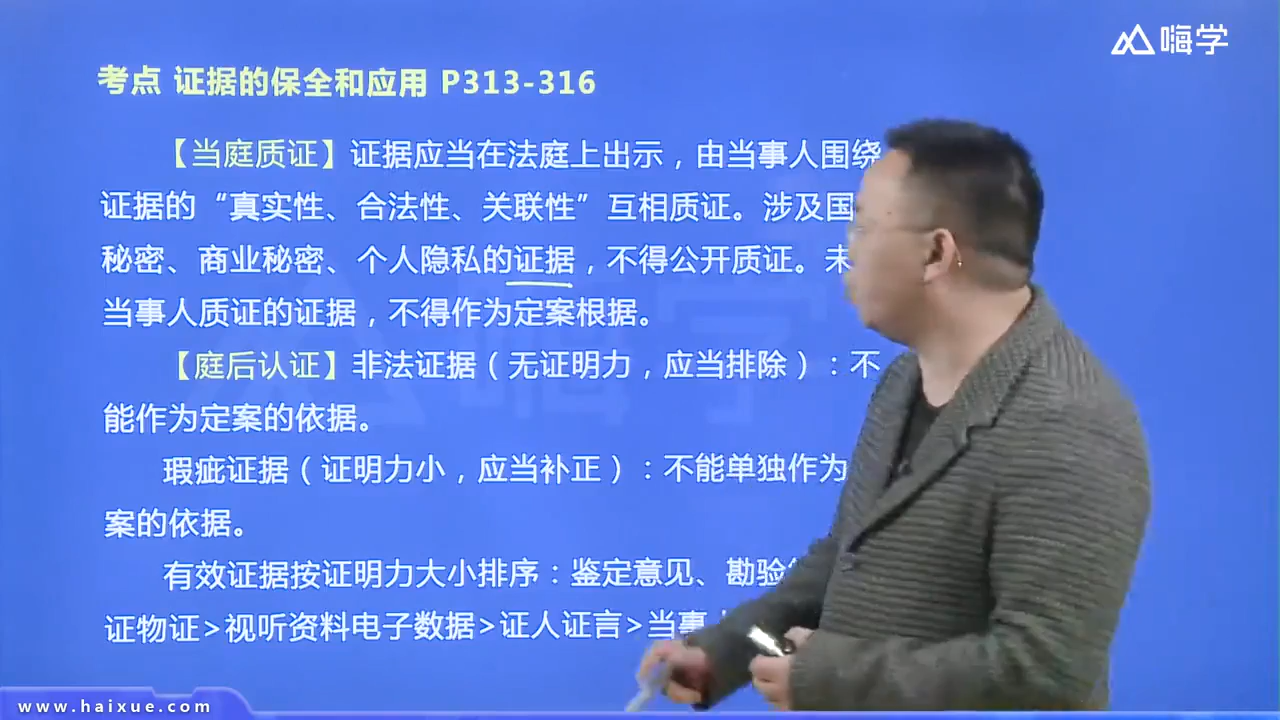 嗨学
考点 证据的保全和应用 P313-316
【当庭质证】证据应当在法庭上出示，由当事人围绕
证据的“真实性、合法性、关联性”互相质证。涉及国
秘密、商业秘密、个人隐私的证据，不得公开质证。未
当事人质证的证据，不得作为定案根据。
【庭后认证】非法证据（无证明力，应当排除）：不
能作为定案的依据。
瑕疵证据（证明力小，应当补正）：不能单独作为
案的依据。
有效证据按证明力大小排序：鉴定意见、勘验
证物证>视听资料电子数据>证人证言>当事
www.haixue.com